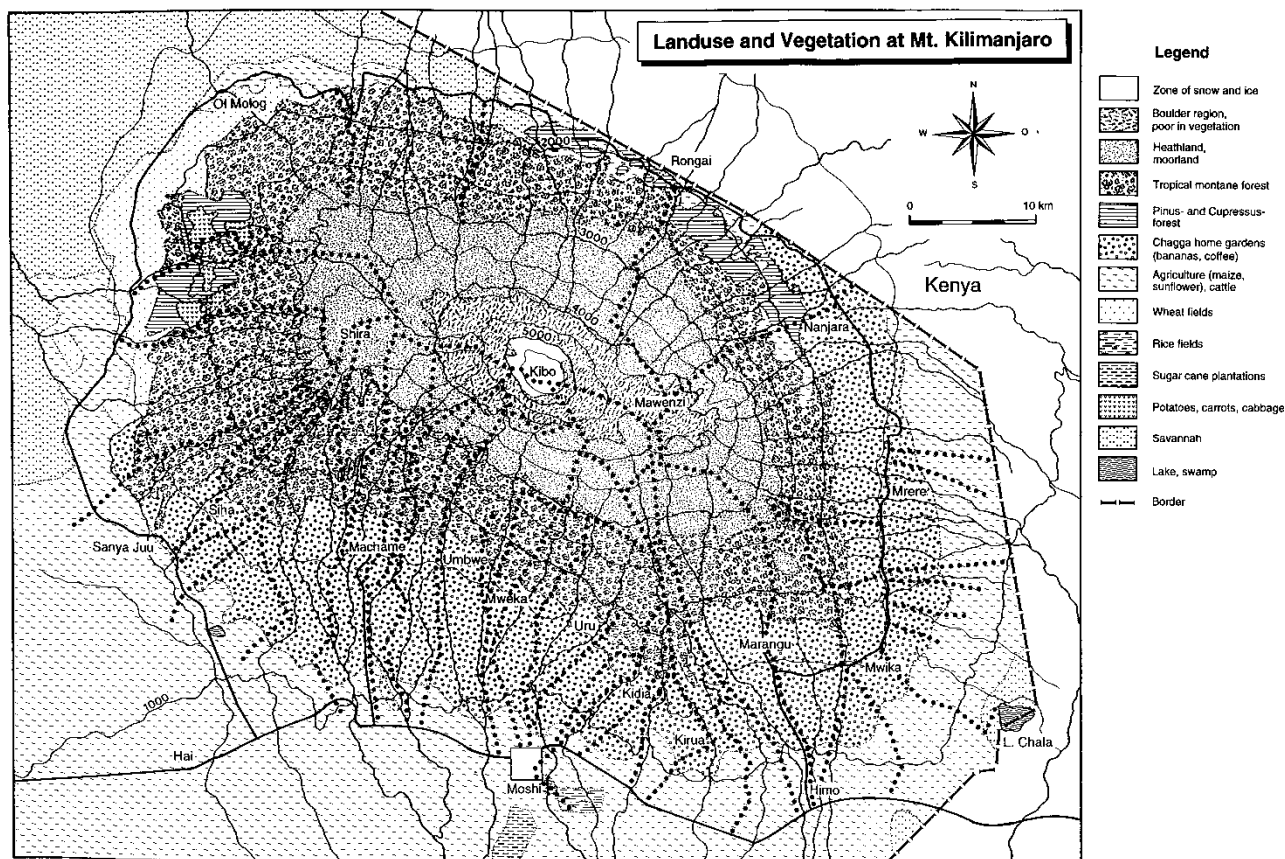 Landuse and Vegetation at Mt. Kilimanjaro
N
W
O
S
0
10 km
Ol Molog
2000
Rongai
3000
Kenya
4000
Nanjara
Shira
5000
Kibo
Mawenzi
Mrere
Siha
Sanya Juu
Machame
Umbwe
Mweka
Uru
Marangu
Mwika
Kidia
1000
Kirua
L. Chala
Hai
Moshi
Himo
Legend
Zone of snow and ice
Boulder region,
poor in vegetation
Heathland,
moorland
Tropical montane forest
Pinus- and Cupressus-
forest
Chagga home gardens
(bananas, coffee)
Agriculture (maize,
sunflower), cattle
Wheat fields
Rice fields
Sugar cane plantations
Potatoes, carrots, cabbage
Savannah
Lake, swamp
Border